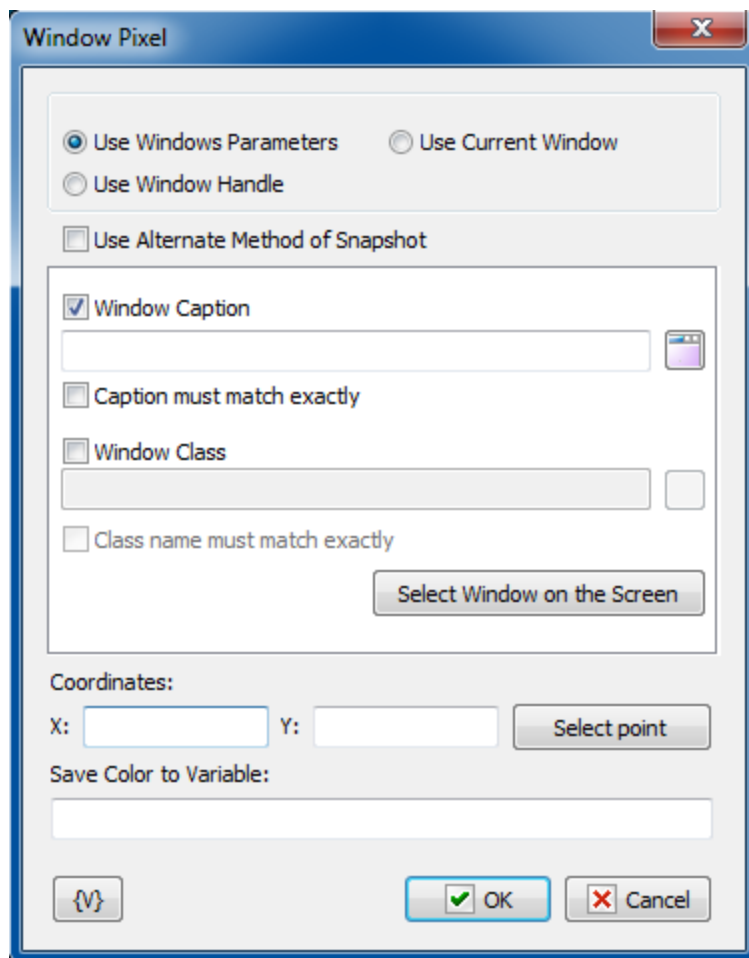 Window Pixel
Use Windows Parameters Use Current Window
Use Window Handle
Use Alternate Method of Snapshot
Window Caption
Caption must match exactly
Window Class
Class name must match exactly
Select Window on the Screen
Coordinates:
X: Y: Select point
Save Color to Variable:
{V} OK Cancel